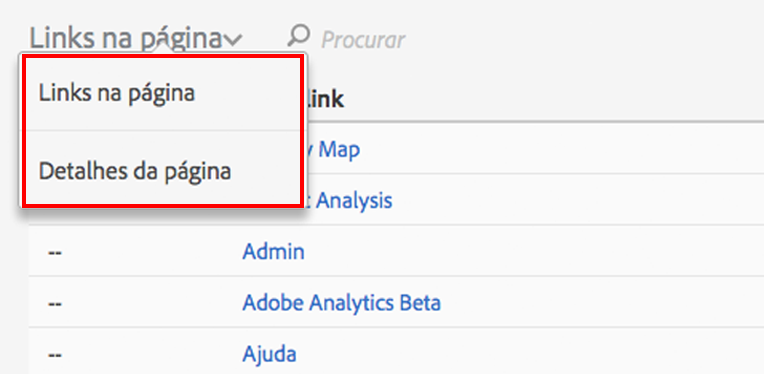 Links na página
Procurar
Links na página
link
Map
Detalhes da página
Analysis
-- Admin
-- Adobe Analytics Beta
-- Ajuda